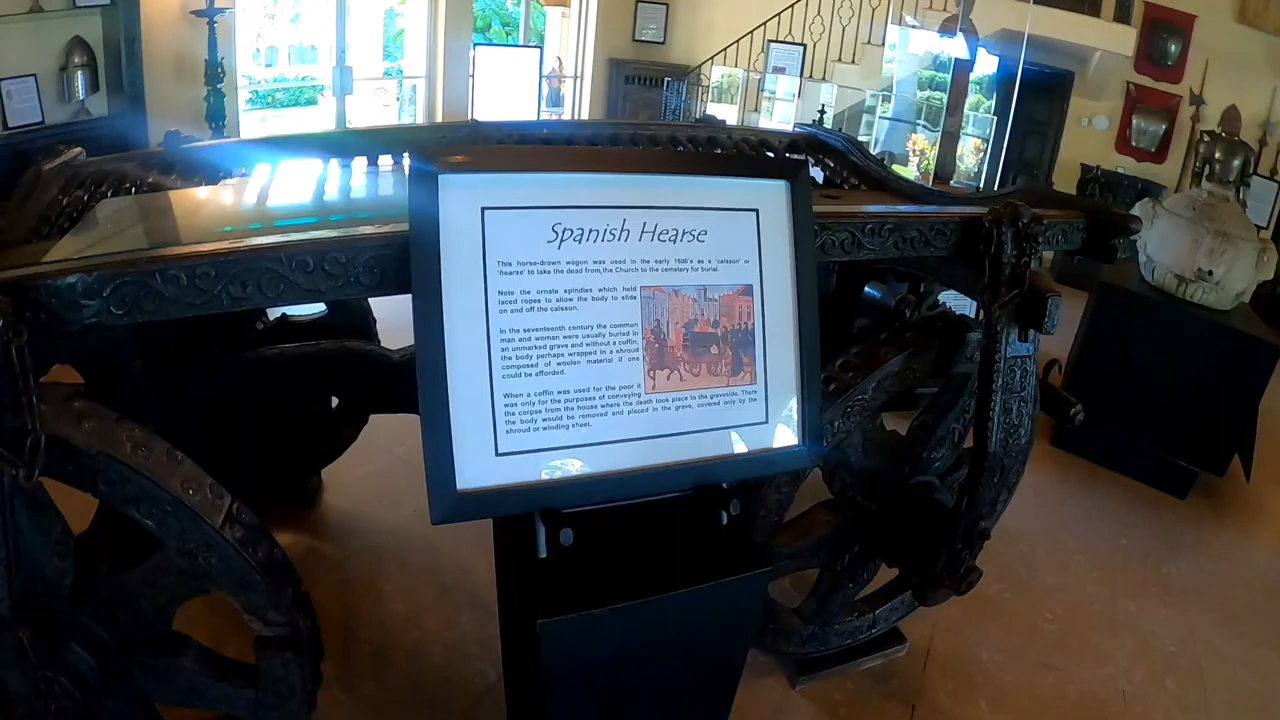 Spanish Hearse
This horse-drawn wagon was used in the early 1600's as a 'caisson' or
'hearse' to take the dead from the Church to the cemetery for burial.
Note the ornate spindles which held
laced ropes to allow the body to slide
on and off the caisson.
In the seventeenth century the common
man and woman were usually buried in
an unmarked grave and without a coffin,
the body perhaps wrapped in a shroud
composed of woolen material if one
could be afforded.
When a coffin was used for the poor it
was only for the purposes of conveying
the corpse from the house where the death took place to the graveside. There
the body would be removed and placed in the grave, covered only by the
shroud or winding sheet.